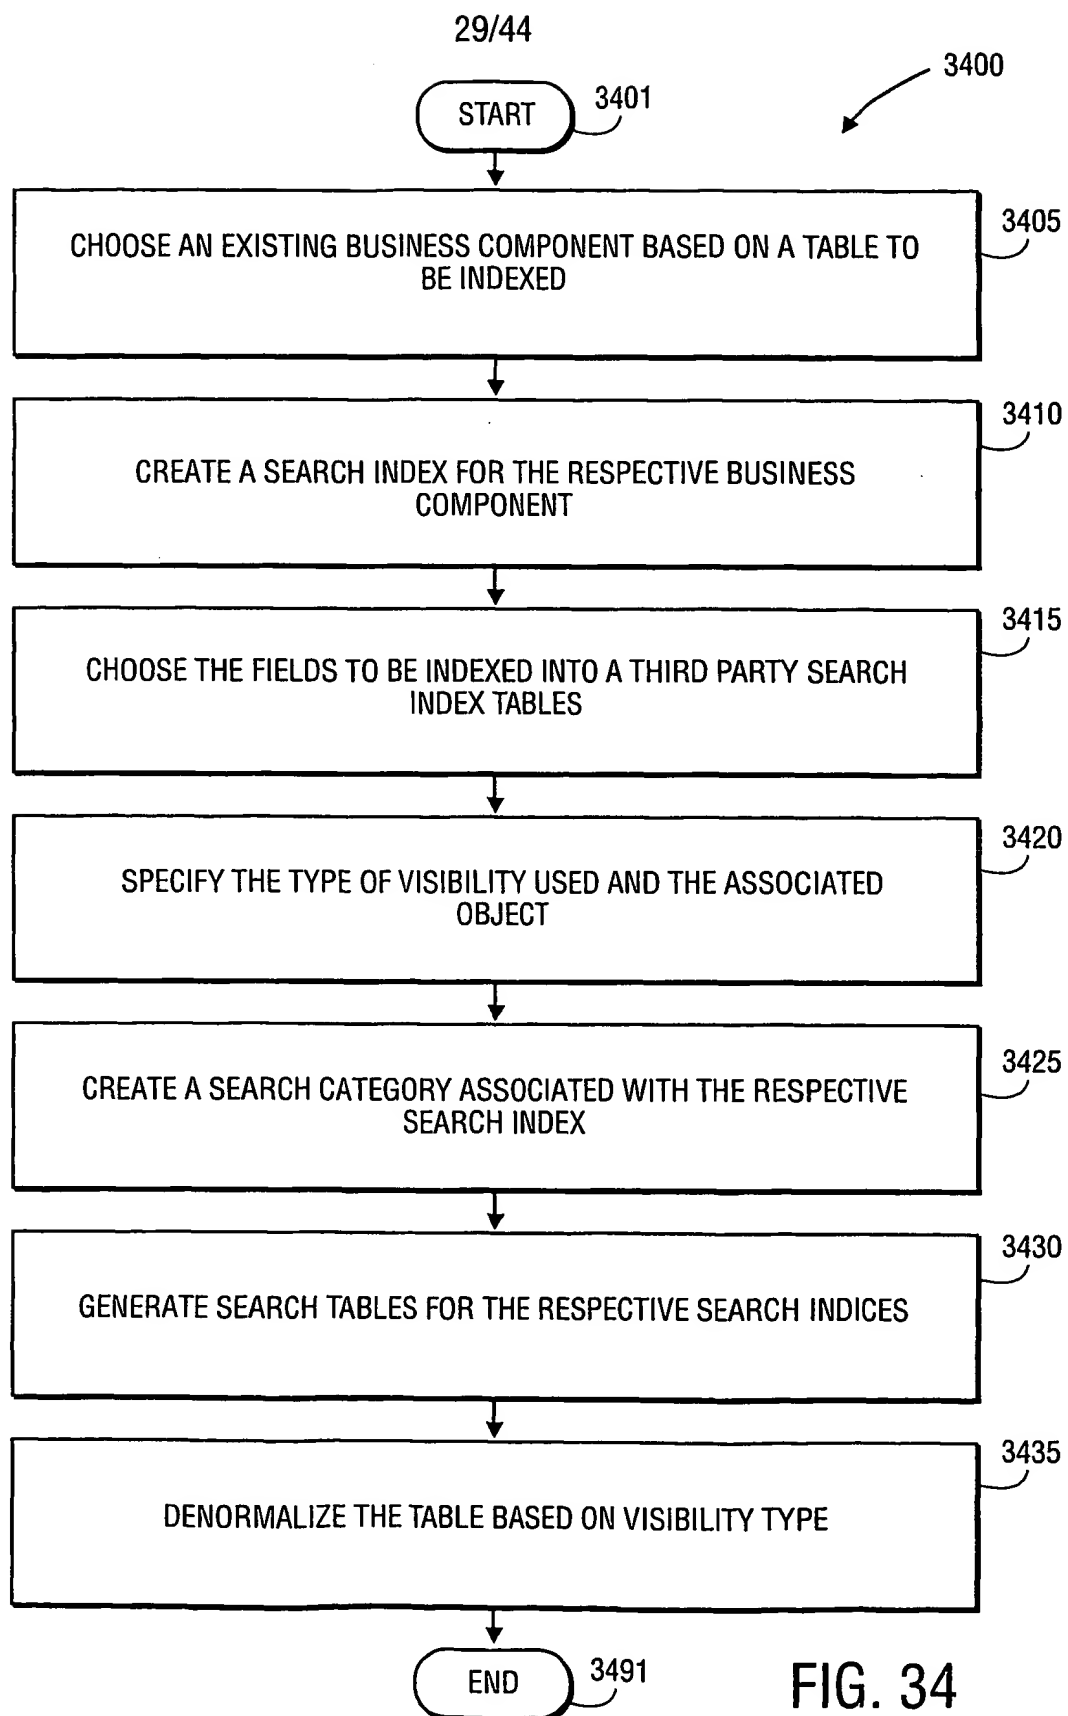 29/44
3400
START
3401
CHOOSE AN EXISTING BUSINESS COMPONENT BASED ON A TABLE TO
BE INDEXED
3405
CREATE A SEARCH INDEX FOR THE RESPECTIVE BUSINESS
COMPONENT
3410
CHOOSE THE FIELDS TO BE INDEXED INTO A THIRD PARTY SEARCH
INDEX TABLES
3415
SPECIFY THE TYPE OF VISIBILITY USED AND THE ASSOCIATED
OBJECT
3420
CREATE A SEARCH CATEGORY ASSOCIATED WITH THE RESPECTIVE
SEARCH INDEX
3425
GENERATE SEARCH TABLES FOR THE RESPECTIVE SEARCH INDICES
3430
DENORMALIZE THE TABLE BASED ON VISIBILITY TYPE
3435
END
3491
FIG. 34